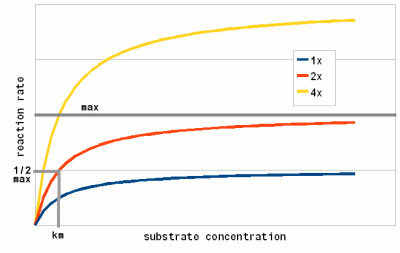 1x
2x
4x
max
reaction rate
1/2
max
km
substrate concentration